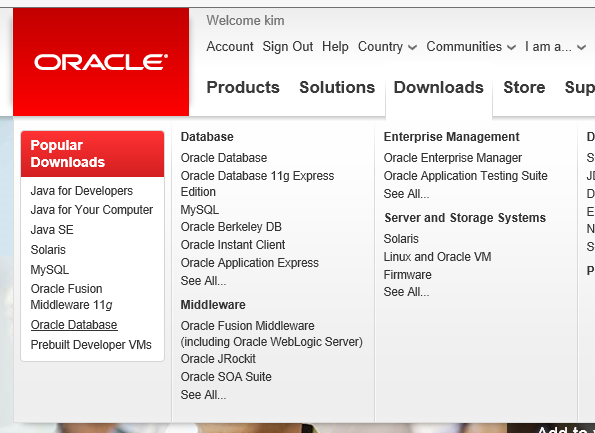 Welcome kim
Account Sign Out Help Country Communities I am a...
ORACLE
Products Solutions Downloads Store Sup
Popular
Downloads
Java for Developers
Java for Your Computer
Java SE
Solaris
MySQL
Oracle Fusion
Middleware 11g
Oracle Database
Prebuilt Developer VMs
Database
Oracle Database
Oracle Database 11g Express
Edition
MySQL
Oracle Berkeley DB
Oracle Instant Client
Oracle Application Express
See All...
Middleware
Oracle Fusion Middleware
(including Oracle WebLogic Server)
Oracle JRockit
Oracle SOA Suite
See All...
Enterprise Management
Oracle Enterprise Manager
Oracle Application Testing Suite
See All...
Server and Storage Systems
Solaris
Linux and Oracle VM
Firmware
See All...
Add to